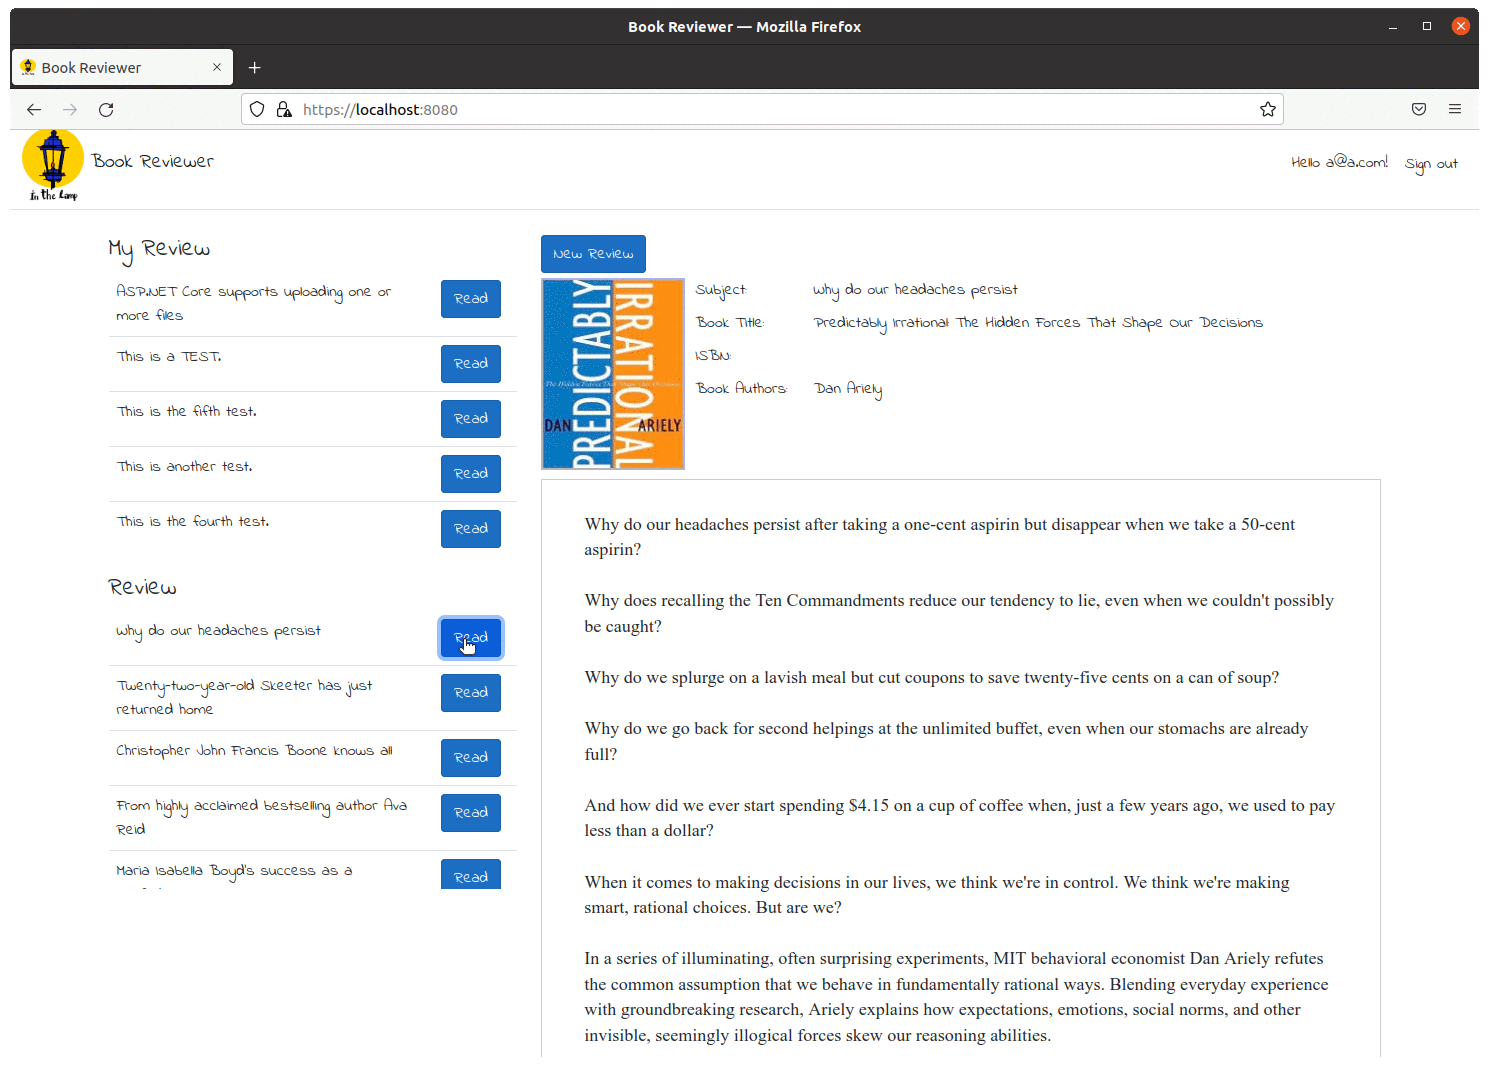 Book Reviewer — Mozilla Firefox
Book Reviewer
https://localhost:8080
In the Lamp
Book Reviewer
Hello a@a.com!
Sign out
My Review
ASP.NET Core supports uploading one or
more files
Read
This is a TEST.
Read
This is the fifth test.
Read
This is another test.
Read
This is the fourth test.
Read
Review
Why do our headaches persist
Read
Twenty-two-year-old Skeeter has just
returned home
Read
Christopher John Francis Boone knows all
Read
From highly acclaimed bestselling author Ava
Reid
Read
Maria Isabella Boyd's success as a
Read
New Review
PREDICTABLY
IRRATIONAL
The Hidden Forces That Shape Our Decisions
DAN ARIELY
Subject:
Why do our headaches persist
Book Title:
Predictably Irrational: The Hidden Forces That Shape Our Decisions
ISBN:
Book Authors:
Dan Ariely
Why do our headaches persist after taking a one-cent aspirin but disappear when we take a 50-cent
aspirin?
Why does recalling the Ten Commandments reduce our tendency to lie, even when we couldn't possibly
be caught?
Why do we splurge on a lavish meal but cut coupons to save twenty-five cents on a can of soup?
Why do we go back for second helpings at the unlimited buffet, even when our stomachs are already
full?
And how did we ever start spending $4.15 on a cup of coffee when, just a few years ago, we used to pay
less than a dollar?
When it comes to making decisions in our lives, we think we're in control. We think we're making
smart, rational choices. But are we?
In a series of illuminating, often surprising experiments, MIT behavioral economist Dan Ariely refutes
the common assumption that we behave in fundamentally rational ways. Blending everyday experience
with groundbreaking research, Ariely explains how expectations, emotions, social norms, and other
invisible, seemingly illogical forces skew our reasoning abilities.